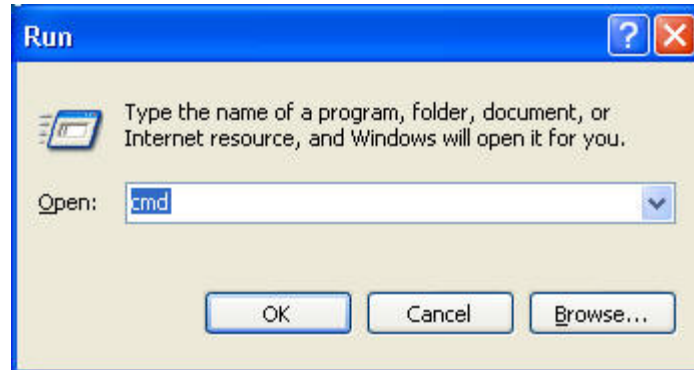 Run
Type the name of a program, folder, document, or
Internet resource, and Windows will open it for you.
Open: cmd
OK Cancel Browse...